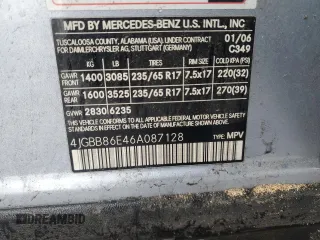 MFD BY MERCEDES-BENZ U.S. INTL., INC
TUSCALOOSA COUNTY, ALABAMA (USA) UNDER CONTRACT 01/06
FOR DAIMLERCHRYSLER AG, STUTTGART (GERMANY) C349
KG LB TIRE SIZE RIM SIZE COLD KPA (PSI)
GAWR FRONT 1400 3085 235/65 R17 7.5x17 220(32)
GAWR REAR 1600 3525 235/65 R17 7.5x17 270(39)
GVWR 2830 6235
4JGBB86E46A087128 TYPE: MPV
DREAMBID